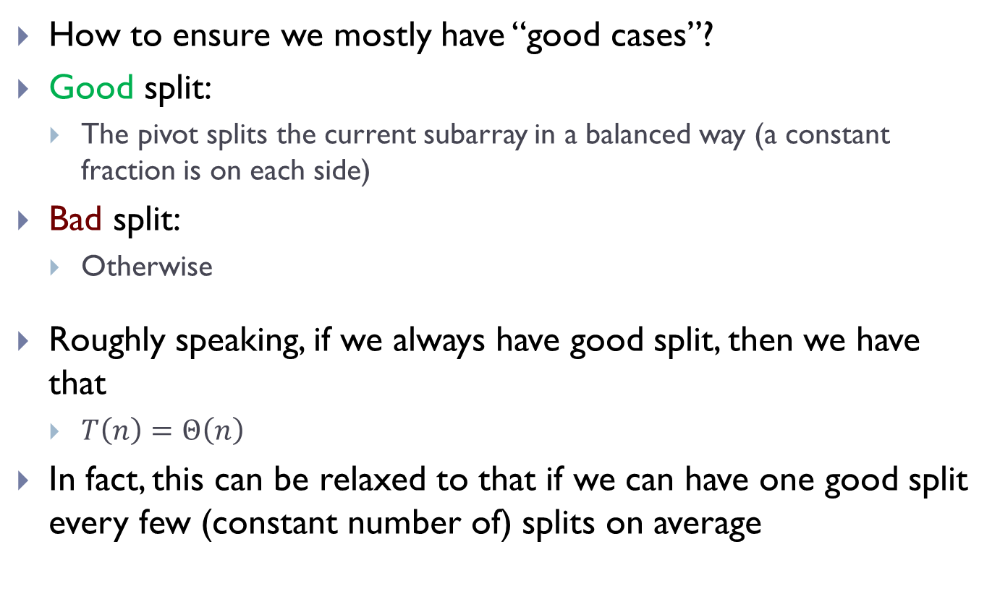 How to ensure we mostly have “good cases”?
Good split:
The pivot splits the current subarray in a balanced way (a constant
fraction is on each side)
Bad split:
Otherwise
Roughly speaking, if we always have good split, then we have
that
T(n) = Θ(n)
In fact, this can be relaxed to that if we can have one good split
every few (constant number of) splits on average